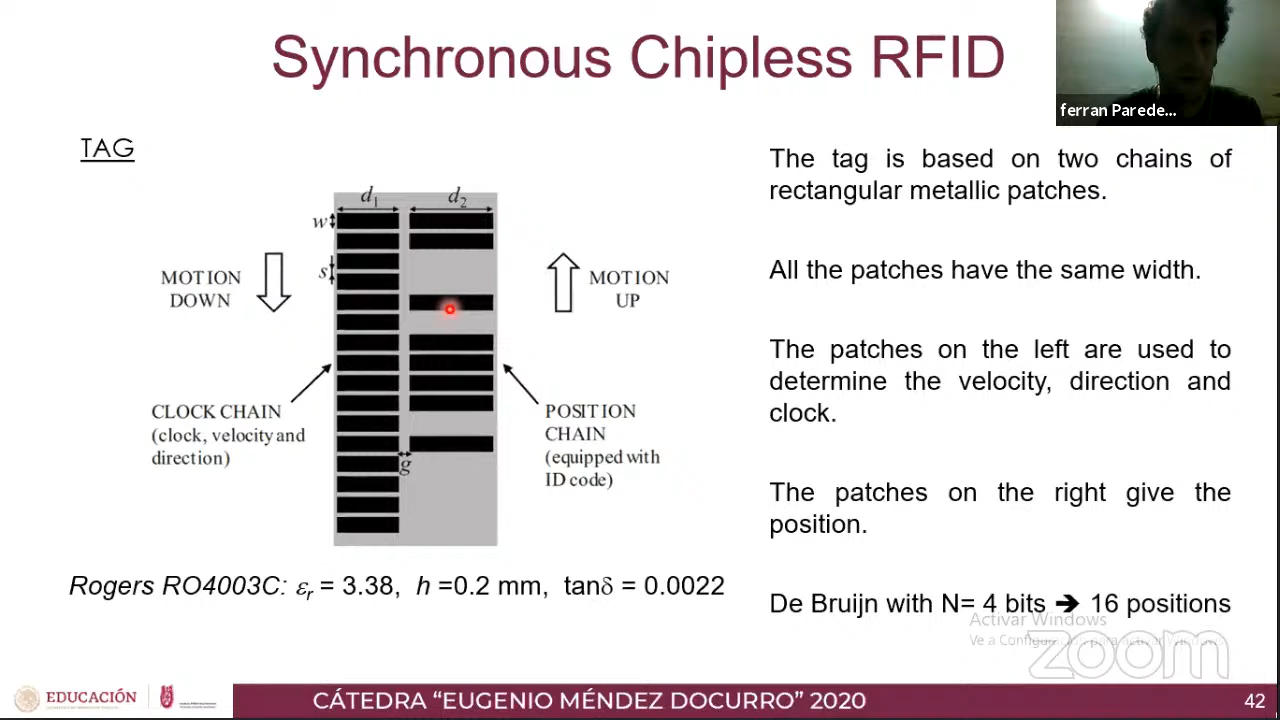 Synchronous Chipless RFID
ferran Parede...
TAG
d1
d2
w
s
MOTION
DOWN
MOTION
UP
CLOCK CHAIN
(clock, velocity and
direction)
POSITION
CHAIN
(equipped with
ID code)
g
Rogers RO4003C: εr = 3.38, h =0.2 mm, tanδ = 0.0022
The tag is based on two chains of
rectangular metallic patches.
All the patches have the same width.
The patches on the left are used to
determine the velocity, direction and
clock.
The patches on the right give the
position.
De Bruijn with N= 4 bits ➔ 16 positions
Activar Windows
Ve a Configuración para activar Windows.
zoom
EDUCACIÓN
CÁTEDRA “EUGENIO MÉNDEZ DOCURRO” 2020
42